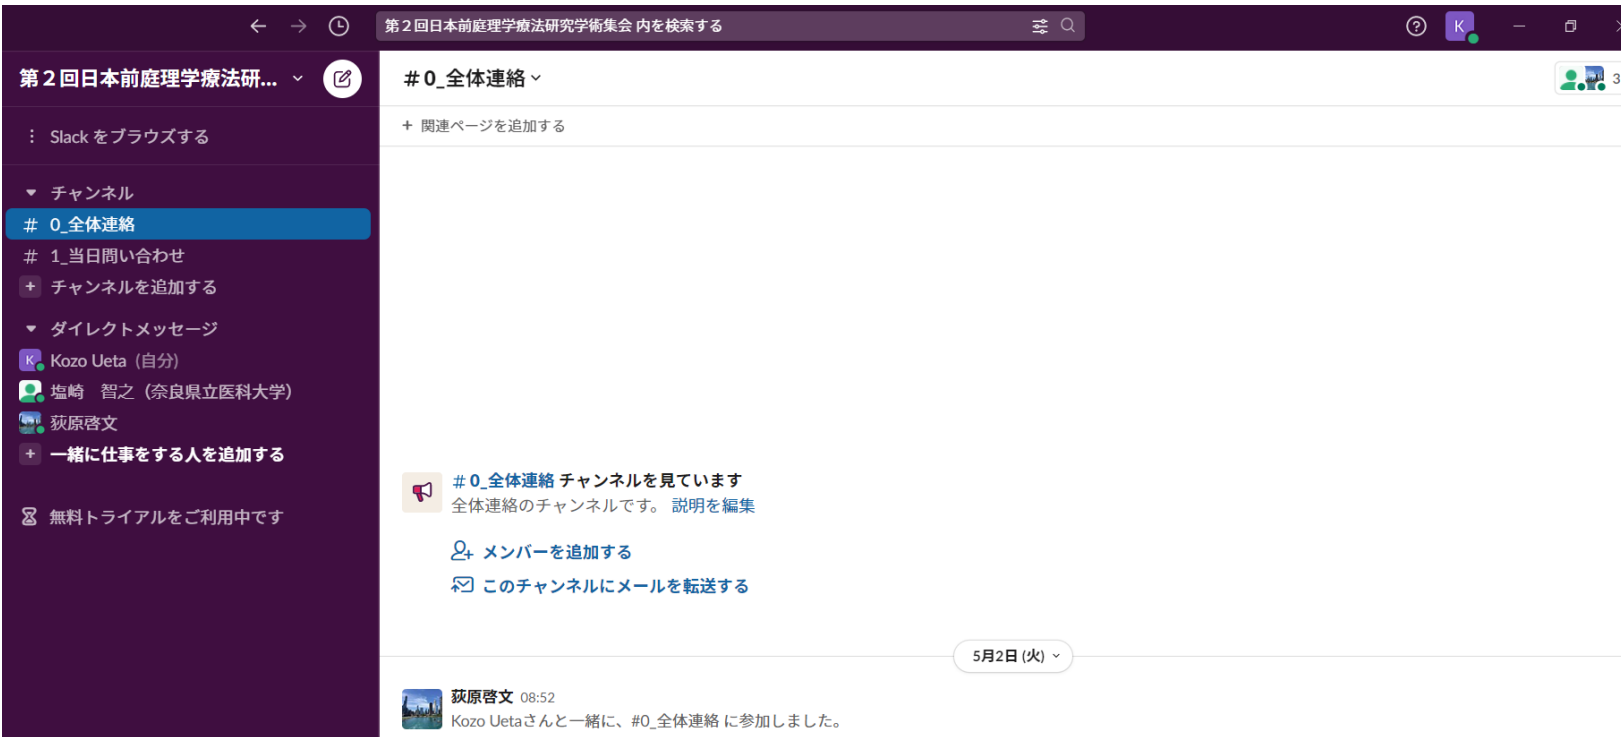 第２回日本前庭理学療法研究学術集会 内を検索する
K
第２回日本前庭理学療法研...
#0_全体連絡
3
+ 関連ページを追加する
Slack をブラウズする
チャンネル
# 0_全体連絡
# 1_当日問い合わせ
+ チャンネルを追加する
ダイレクトメッセージ
K Kozo Ueta (自分)
塩崎　智之（奈良県立医科大学）
荻原啓文
+ 一緒に仕事をする人を追加する
無料トライアルをご利用中です
#0_全体連絡 チャンネルを見ています
全体連絡のチャンネルです。 説明を編集
メンバーを追加する
このチャンネルにメールを転送する
5月2日 (火)
荻原啓文 08:52
Kozo Uetaさんと一緒に、#0_全体連絡 に参加しました。